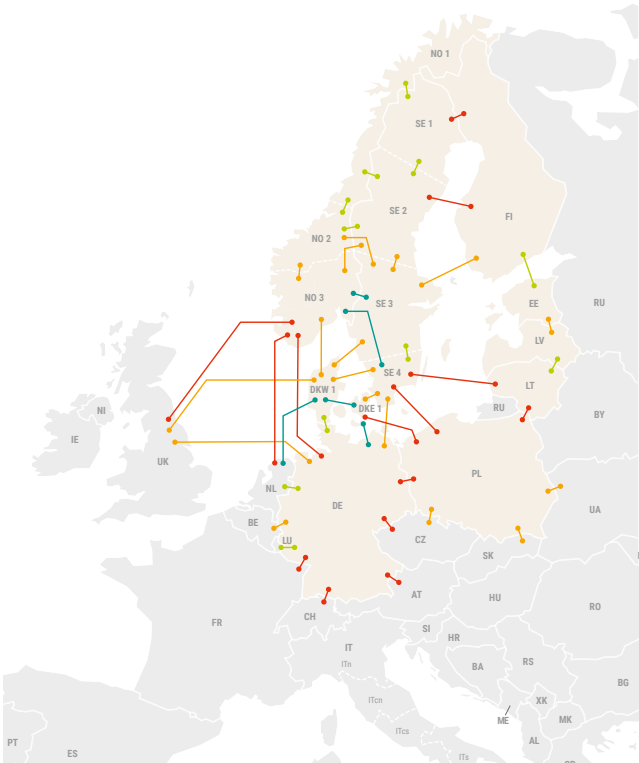 NO 1
SE 1
SE 2
FI
NO 2
NO 3
SE 3
EE
RU
LV
SE 4
LT
DKW 1
DKE 1
RU
NI
IE
UK
BY
NL
DE
PL
BE
UA
LU
CZ
SK
FR
AT
HU
RO
CH
SI
HR
IT
ITn
BA
RS
BG
ITcn
XK
ME
MK
PT
ITcs
AL
ES
ITs